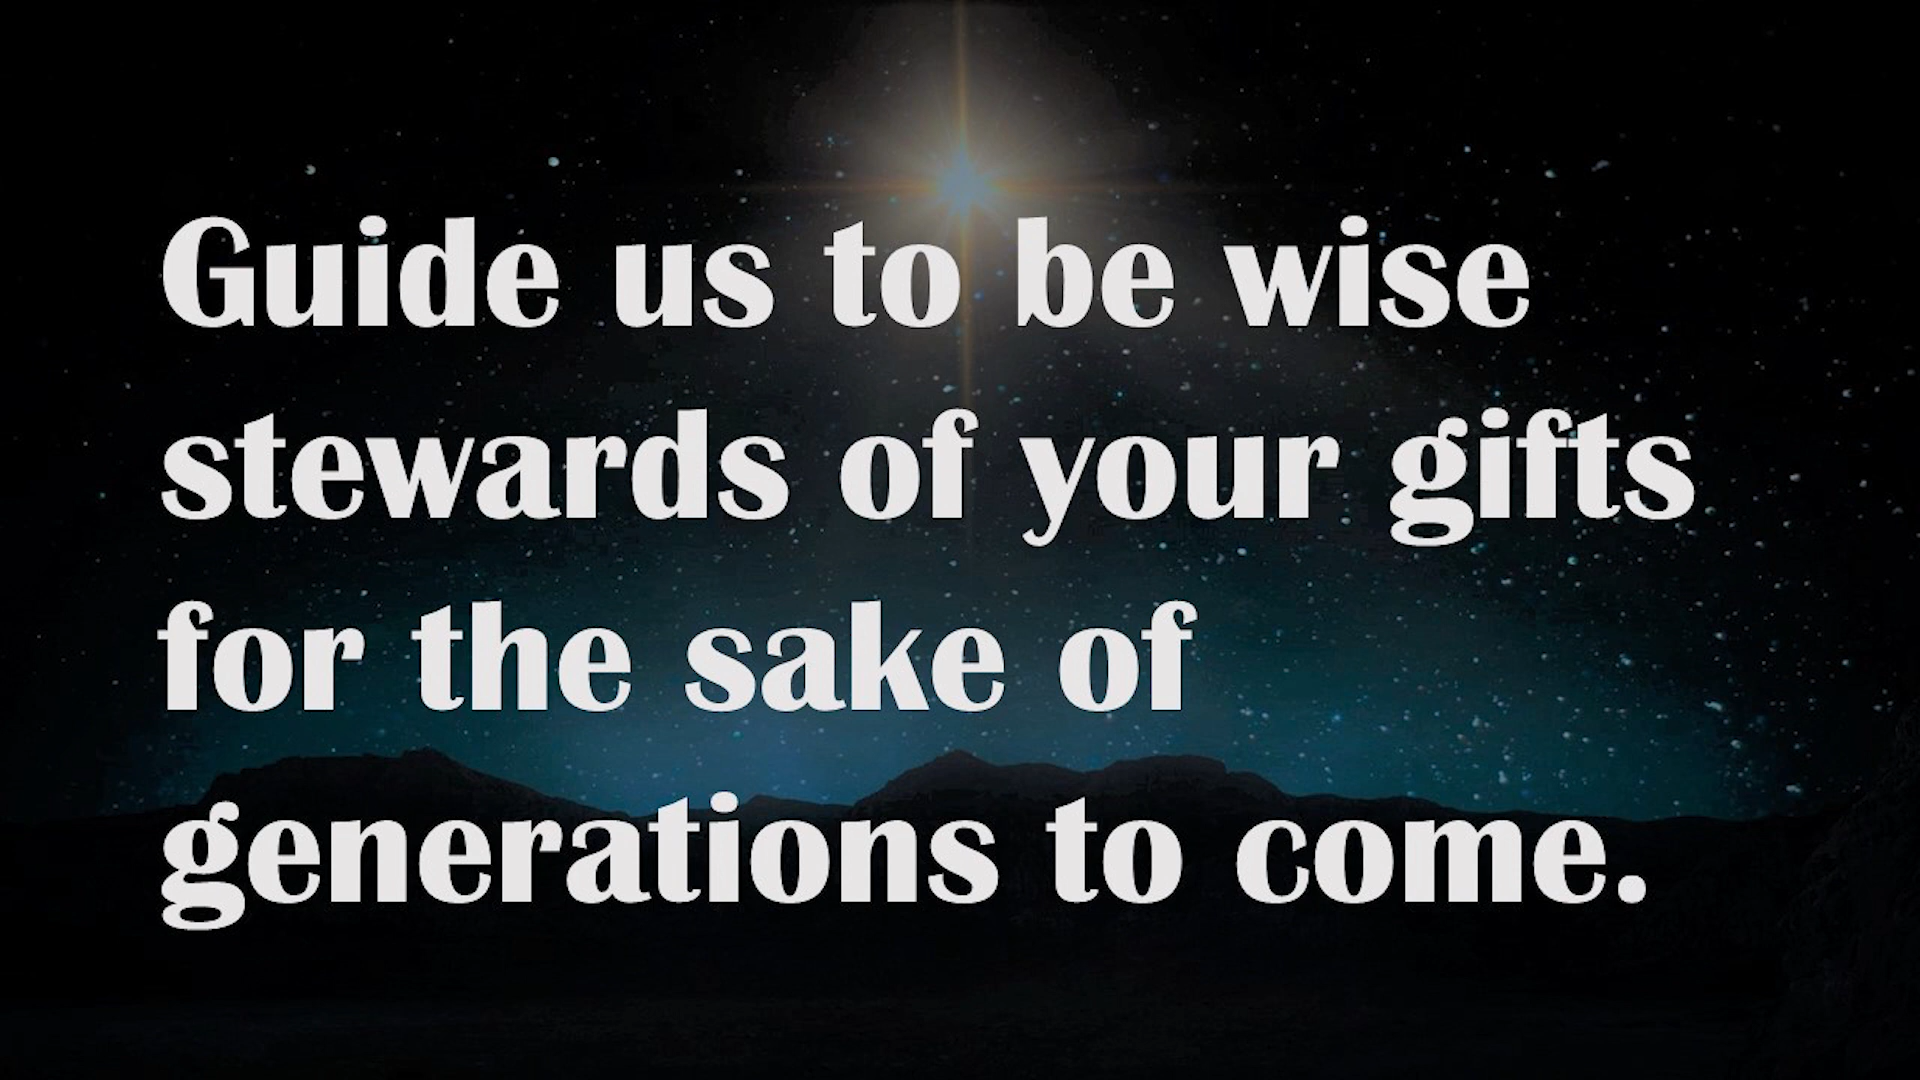 Guide us to be wise
stewards of your gifts
for the sake of
generations to come.